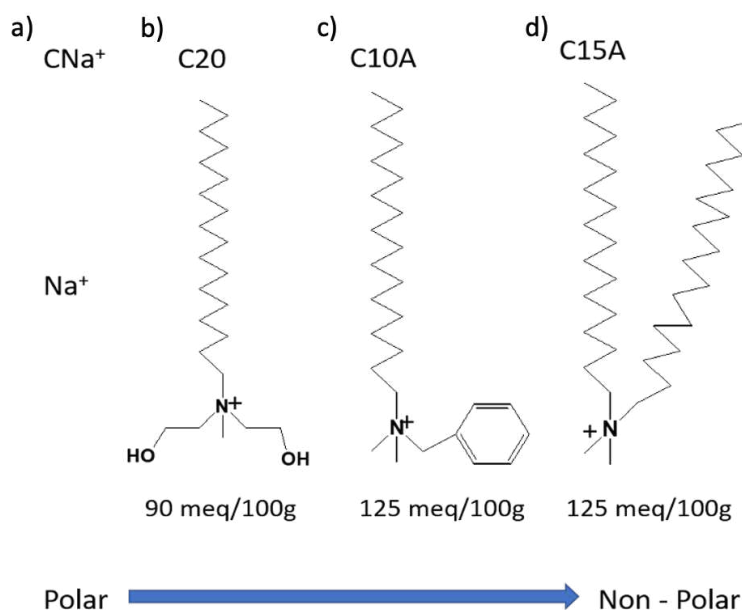 a)
CNa⁺
b)
C20
c)
C10A
d)
C15A
Na⁺
N+
HO
OH
N+
+ N
90 meq/100g
125 meq/100g
125 meq/100g
Polar
Non - Polar